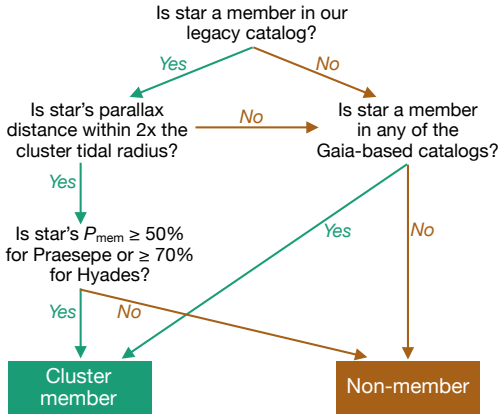 Is star a member in our
legacy catalog?
Yes
No
Is star's parallax
distance within 2x the
cluster tidal radius?
No
Is star a member
in any of the
Gaia-based catalogs?
Yes
Is star's Pmem ≥ 50%
for Praesepe or ≥ 70%
for Hyades?
Yes
No
Yes
No
Cluster
member
Non-member